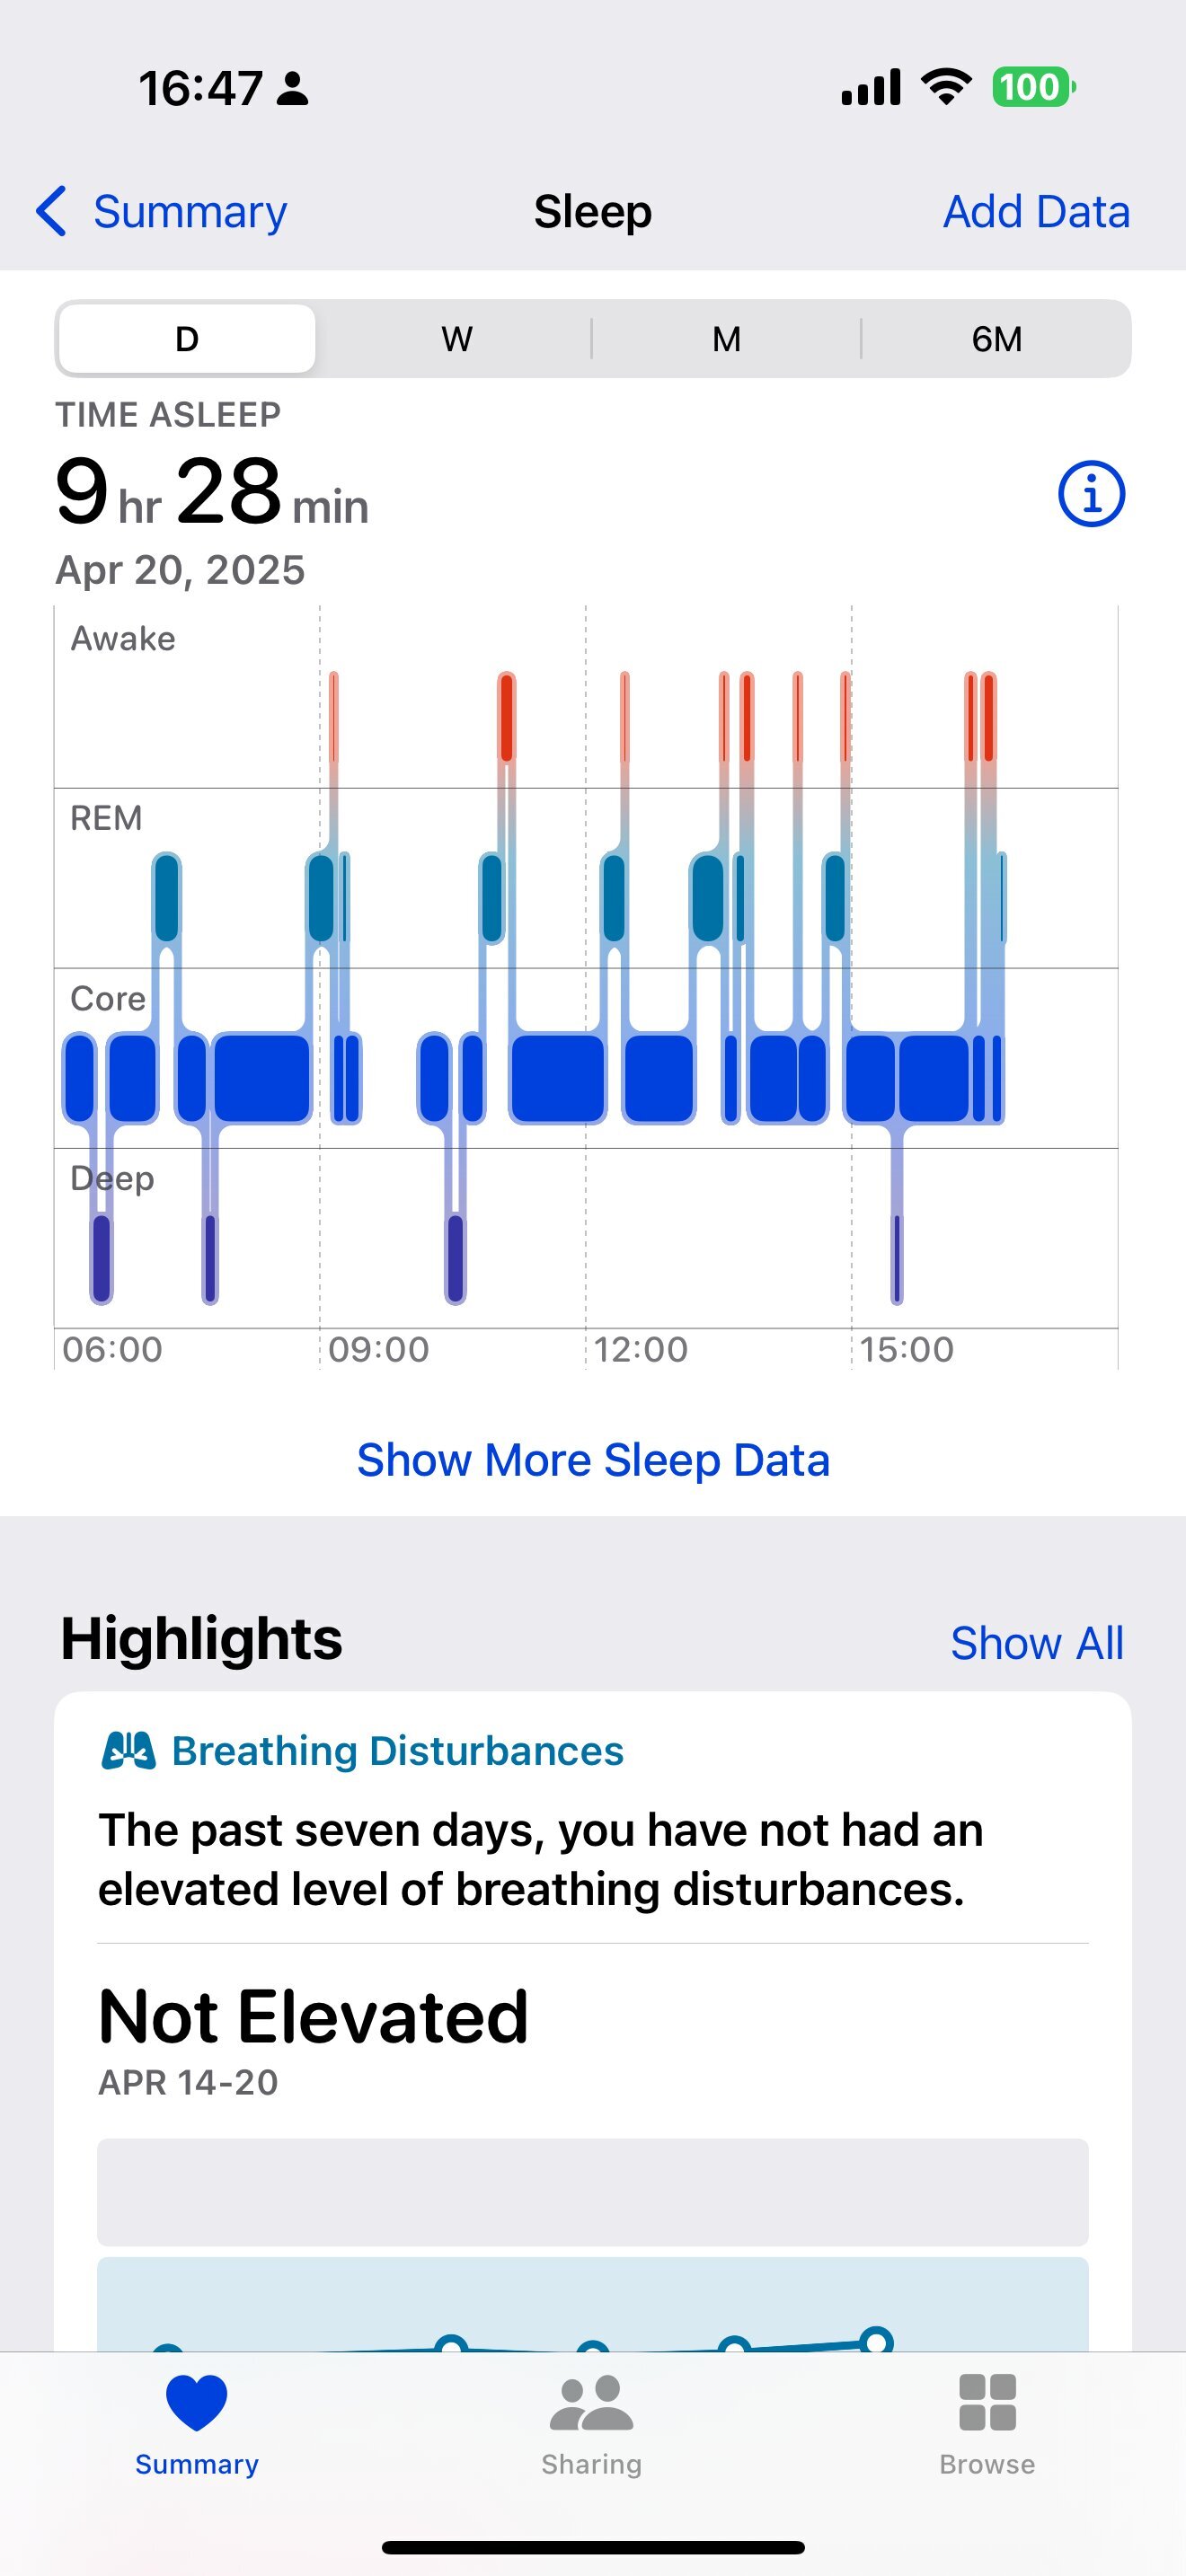 16:47
100
Summary
Sleep
Add Data
D
W
M
6M
TIME ASLEEP
9 hr 28 min
Apr 20, 2025
Awake
REM
Core
Deep
06:00
09:00
12:00
15:00
Show More Sleep Data
Highlights
Show All
Breathing Disturbances
The past seven days, you have not had an
elevated level of breathing disturbances.
Not Elevated
APR 14-20
Summary
Sharing
Browse